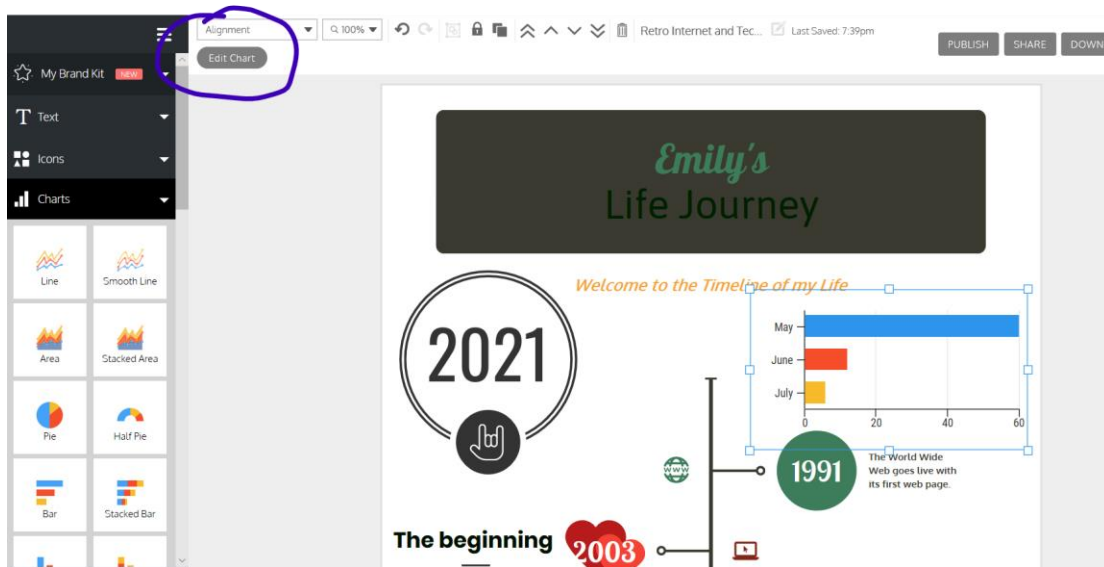 Alignment
100%
Retro Internet and Tec...
Last Saved: 7:39pm
PUBLISH
SHARE
DOWN
Edit Chart
My Brand Kit NEW
Text
Icons
Charts
Line
Smooth Line
Area
Stacked Area
Pie
Half Pie
Bar
Stacked Bar
Emily's
Life Journey
Welcome to the Timeline of my Life
2021
May
June
July
0 20 40 60
WWW
1991
The World Wide
Web goes live with
its first web page.
The beginning
2003